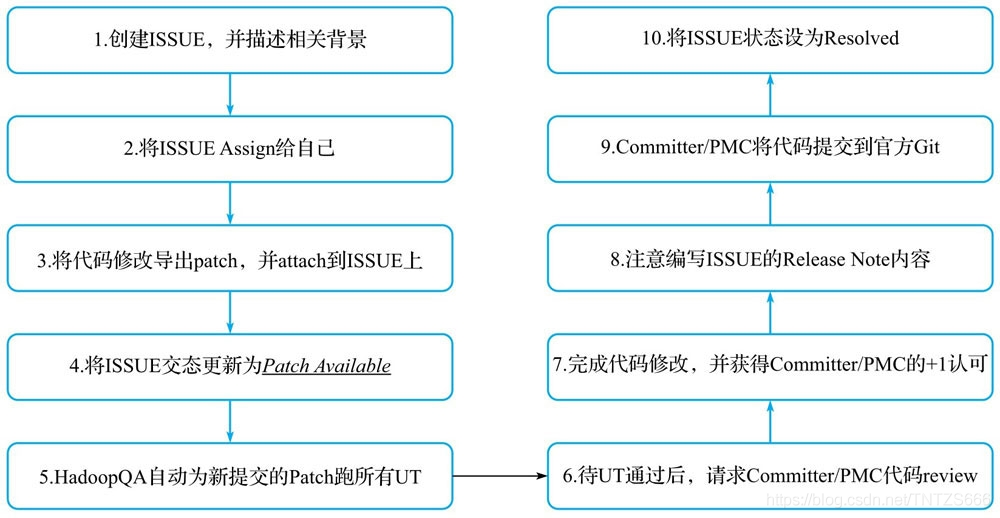 1.创建ISSUE，并描述相关背景
2.将ISSUE Assign给自己
3.将代码修改导出patch，并attach到ISSUE上
4.将ISSUE交态更新为Patch Available
5.HadoopQA自动为新提交的Patch跑所有UT
6.待UT通过后，请求Committer/PMC代码review
7.完成代码修改，并获得Committer/PMC的+1认可
8.注意编写ISSUE的Release Note内容
9.Committer/PMC将代码提交到官方Git
10.将ISSUE状态设为Resolved
https://blog.csdn.net/TNTZS666